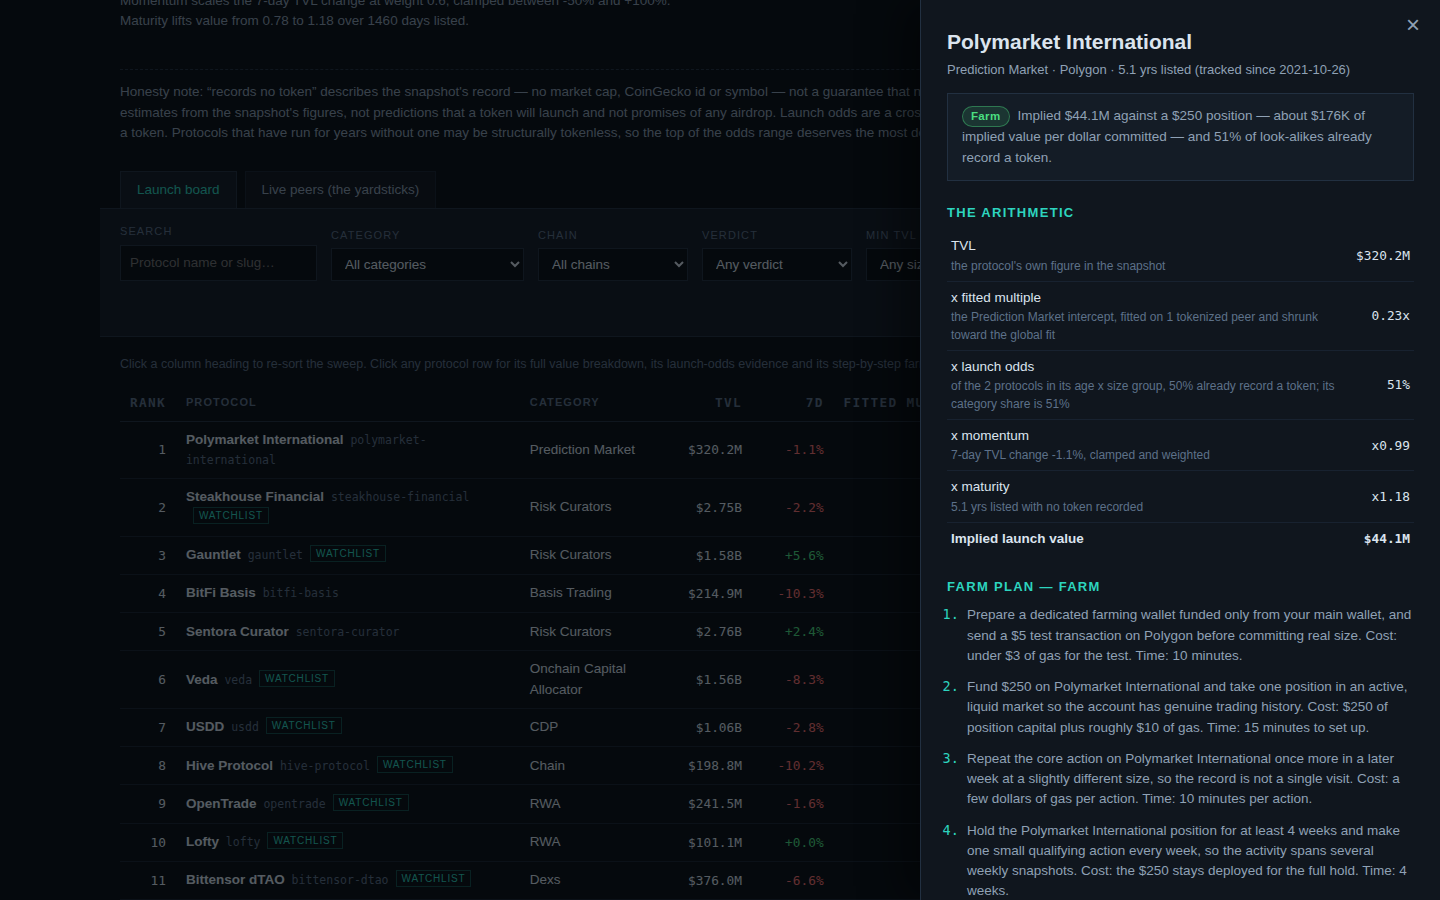 Momentum scales the 7-day TVL change at weight 0.6, clamped between -50% and +100%.
Maturity lifts value from 0.78 to 1.18 over 1460 days listed.
Honesty note: “records no token” describes the snapshot's record — no market cap, CoinGecko id or symbol — not a guarantee that n
estimates from the snapshot's figures, not predictions that a token will launch and not promises of any airdrop. Launch odds are a cros
a token. Protocols that have run for years without one may be structurally tokenless, so the top of the odds range deserves the most d
Launch board
Live peers (the yardsticks)
SEARCH
CATEGORY
CHAIN
VERDICT
MIN TVL
Protocol name or slug…
All categories
All chains
Any verdict
Any siz
Click a column heading to re-sort the sweep. Click any protocol row for its full value breakdown, its launch-odds evidence and its step-by-step far
RANK PROTOCOL CATEGORY TVL 7D FITTED MU
1 Polymarket International polymarket-international Prediction Market $320.2M -1.1%
2 Steakhouse Financial steakhouse-financial WATCHLIST Risk Curators $2.75B -2.2%
3 Gauntlet gauntlet WATCHLIST Risk Curators $1.58B +5.6%
4 BitFi Basis bitfi-basis Basis Trading $214.9M -10.3%
5 Sentora Curator sentora-curator Risk Curators $2.76B +2.4%
6 Veda veda WATCHLIST Onchain Capital Allocator $1.56B -8.3%
7 USDD usdd WATCHLIST CDP $1.06B -2.8%
8 Hive Protocol hive-protocol WATCHLIST Chain $198.8M -10.2%
9 OpenTrade opentrade WATCHLIST RWA $241.5M -1.6%
10 Lofty lofty WATCHLIST RWA $101.1M +0.0%
11 Bittensor dTAO bittensor-dtao WATCHLIST Dexs $376.0M -6.6%
×
Polymarket International
Prediction Market · Polygon · 5.1 yrs listed (tracked since 2021-10-26)
Farm Implied $44.1M against a $250 position — about $176K of
implied value per dollar committed — and 51% of look-alikes already
record a token.
THE ARITHMETIC
TVL
the protocol's own figure in the snapshot
$320.2M
x fitted multiple
the Prediction Market intercept, fitted on 1 tokenized peer and shrunk
toward the global fit
0.23x
x launch odds
of the 2 protocols in its age x size group, 50% already record a token; its
category share is 51%
51%
x momentum
7-day TVL change -1.1%, clamped and weighted
x0.99
x maturity
5.1 yrs listed with no token recorded
x1.18
Implied launch value $44.1M
FARM PLAN — FARM
1. Prepare a dedicated farming wallet funded only from your main wallet, and
send a $5 test transaction on Polygon before committing real size. Cost:
under $3 of gas for the test. Time: 10 minutes.
2. Fund $250 on Polymarket International and take one position in an active,
liquid market so the account has genuine trading history. Cost: $250 of
position capital plus roughly $10 of gas. Time: 15 minutes to set up.
3. Repeat the core action on Polymarket International once more in a later
week at a slightly different size, so the record is not a single visit. Cost: a
few dollars of gas per action. Time: 10 minutes per action.
4. Hold the Polymarket International position for at least 4 weeks and make
one small qualifying action every week, so the activity spans several
weekly snapshots. Cost: the $250 stays deployed for the full hold. Time: 4
weeks.